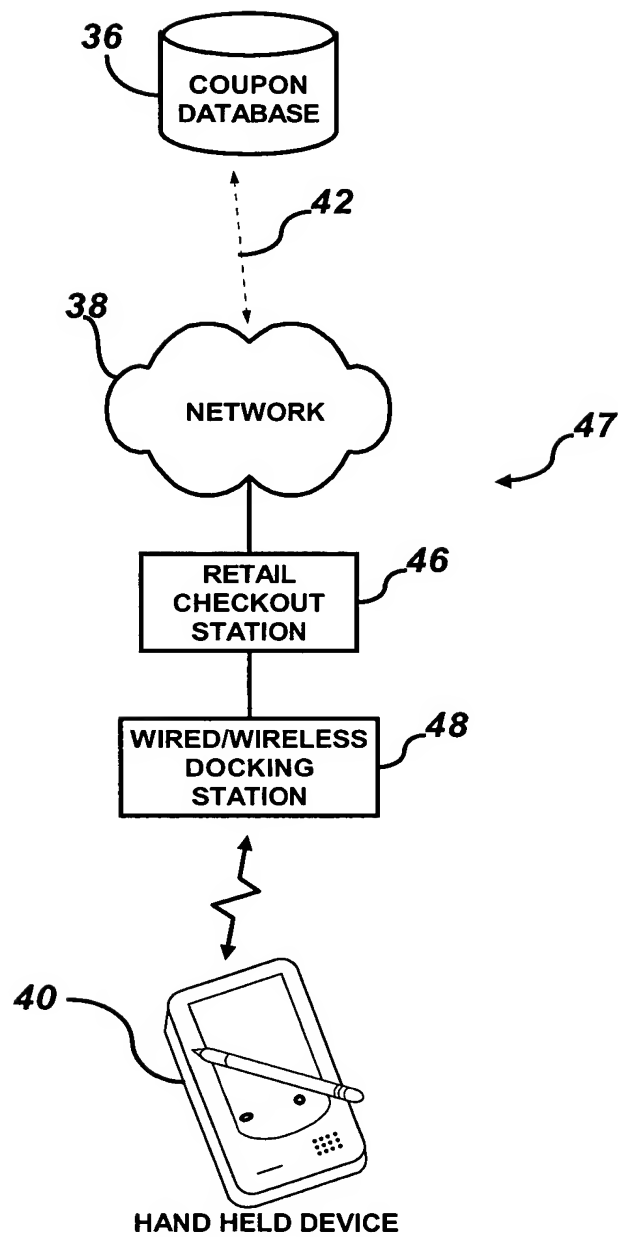 36
COUPON
DATABASE
42
38
NETWORK
47
RETAIL
CHECKOUT
STATION
46
WIRED/WIRELESS
DOCKING
STATION
48
40
HAND HELD DEVICE